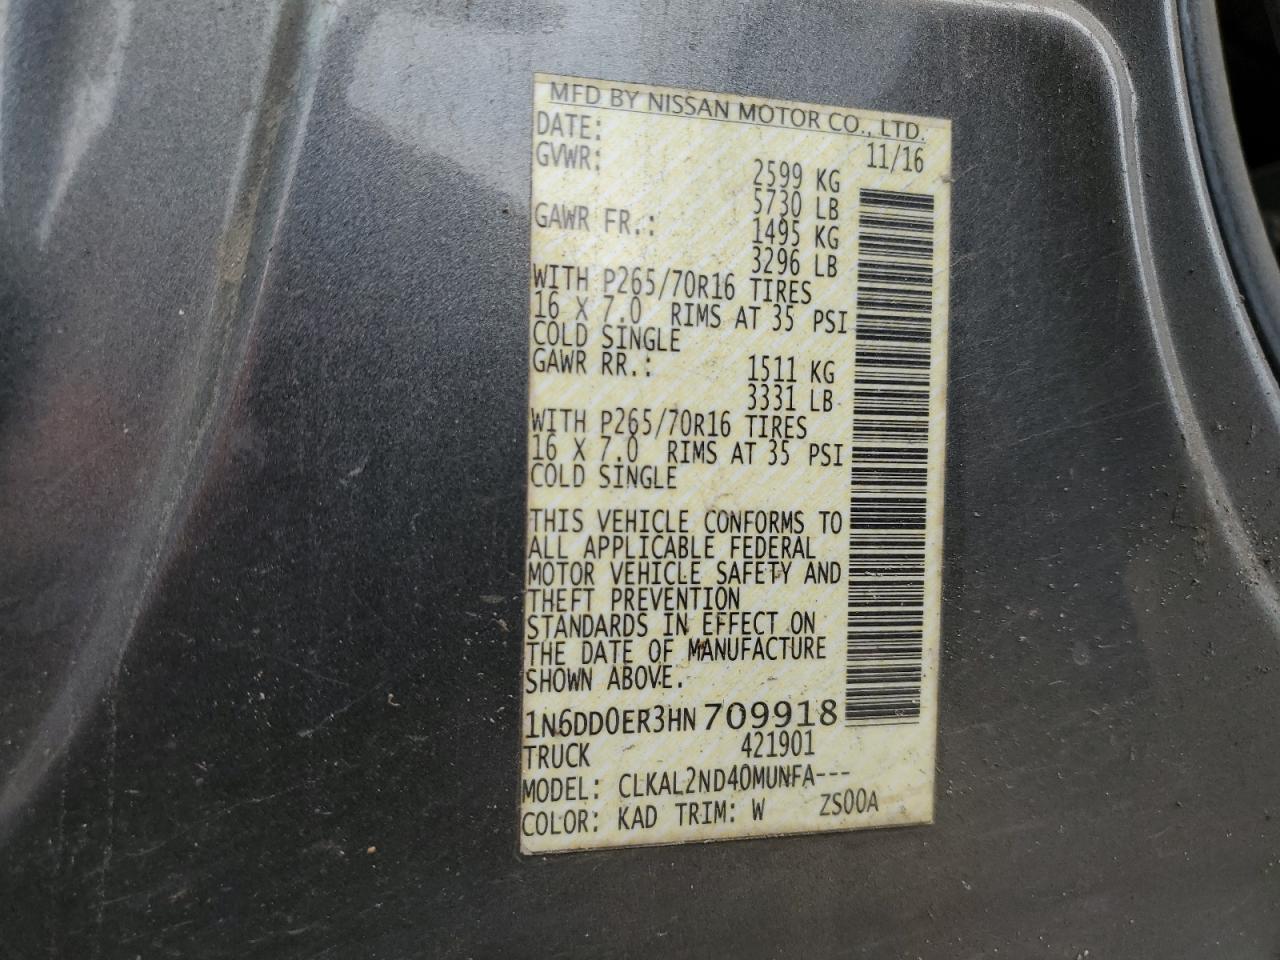 MFD BY NISSAN MOTOR CO., LTD.
DATE: 11/16
GVWR: 2599 KG
5730 LB
GAWR FR.: 1495 KG
3296 LB
WITH P265/70R16 TIRES
16 X 7.0 RIMS AT 35 PSI
COLD SINGLE
GAWR RR.: 1511 KG
3331 LB
WITH P265/70R16 TIRES
16 X 7.0 RIMS AT 35 PSI
COLD SINGLE
THIS VEHICLE CONFORMS TO
ALL APPLICABLE FEDERAL
MOTOR VEHICLE SAFETY AND
THEFT PREVENTION
STANDARDS IN EFFECT ON
THE DATE OF MANUFACTURE
SHOWN ABOVE.
1N6DD0ER3HN709918
TRUCK 421901
MODEL: CLKAL2ND40MUNFA---
COLOR: KAD TRIM: W ZS00A